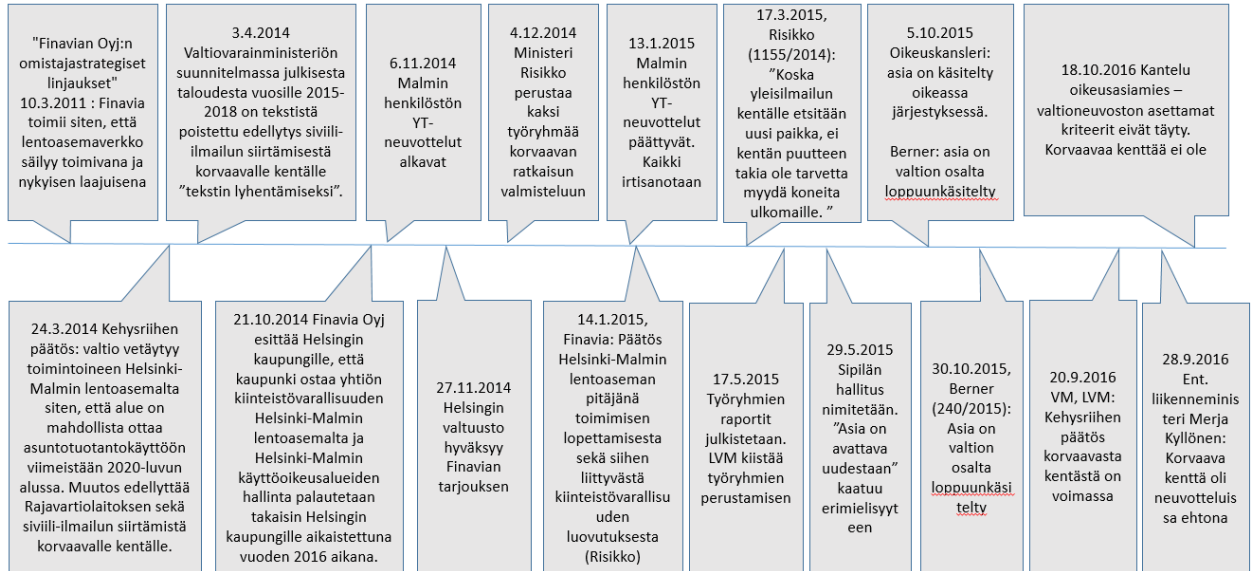 "Finavian Oyj:n
omistajastrategiset
linjaukset"
10.3.2011 : Finavia
toimii siten, että
lentoasemaverkko
säilyy toimivana ja
nykyisen laajuisena
3.4.2014
Valtiovarainministeriön
suunnitelmassa julkisesta
taloudesta vuosille 2015-
2018 on tekstistä
poistettu edellytys siviili-
ilmailun siirtämisestä
korvaavalle kentälle
”tekstin lyhentämiseksi”.
6.11.2014
Malmin
henkilöstön
YT-
neuvottelut
alkavat
4.12.2014
Ministeri
Risikko
perustaa
kaksi
työryhmää
korvaavan
ratkaisun
valmisteluun
13.1.2015
Malmin
henkilöstön
YT-
neuvottelut
päättyvät.
Kaikki
irtisanotaan
17.3.2015,
Risikko
(1155/2014):
”Koska
yleisilmailun
kentälle etsitään
uusi paikka, ei
kentän puutteen
takia ole tarvetta
myydä koneita
ulkomaille. ”
5.10.2015
Oikeuskansleri:
asia on käsitelty
oikeassa
järjestyksessä.
Berner: asia on
valtion osalta
loppuunkäsitelty
18.10.2016 Kantelu
oikeusasiamies –
valtioneuvoston asettamat
kriteerit eivät täyty.
Korvaavaa kenttää ei ole
24.3.2014 Kehysriihen
päätös: valtio vetäytyy
toimintoineen Helsinki-
Malmin lentoasemalta
siten, että alue on
mahdollista ottaa
asuntotuotantokäyttöön
viimeistään 2020-luvun
alussa. Muutos edellyttää
Rajavartiolaitoksen sekä
siviili-ilmailun siirtämistä
korvaavalle kentälle.
21.10.2014 Finavia Oyj
esittää Helsingin
kaupungille, että
kaupunki ostaa yhtiön
kiinteistövarallisuuden
Helsinki-Malmin
lentoasemalta ja
Helsinki-Malmin
käyttöoikeusalueiden
hallinta palautetaan
takaisin Helsingin
kaupungille aikaistettuna
vuoden 2016 aikana.
27.11.2014
Helsingin
valtuusto
hyväksyy
Finavian
tarjouksen
14.1.2015,
Finavia: Päätös
Helsinki-Malmin
lentoaseman
pitäjänä
toimimisen
lopettamisesta
sekä siihen
liittyvästä
kiinteistövarallisu
uden
luovutuksesta
(Risikko)
17.5.2015
Työryhmien
raportit
julkistetaan.
LVM kiistää
työryhmien
perustamisen
29.5.2015
Sipilän
hallitus
nimitetään.
”Asia on
avattava
uudestaan”
kaatuu
erimielisyyt
een
30.10.2015,
Berner
(240/2015):
Asia on
valtion
osalta
loppuunkäsi
telty
20.9.2016
VM, LVM:
Kehysriihen
päätös
korvaavasta
kentästä on
voimassa
28.9.2016
Ent.
liikenneminis
teri Merja
Kyllönen:
Korvaava
kenttä oli
neuvotteluis
sa ehtona